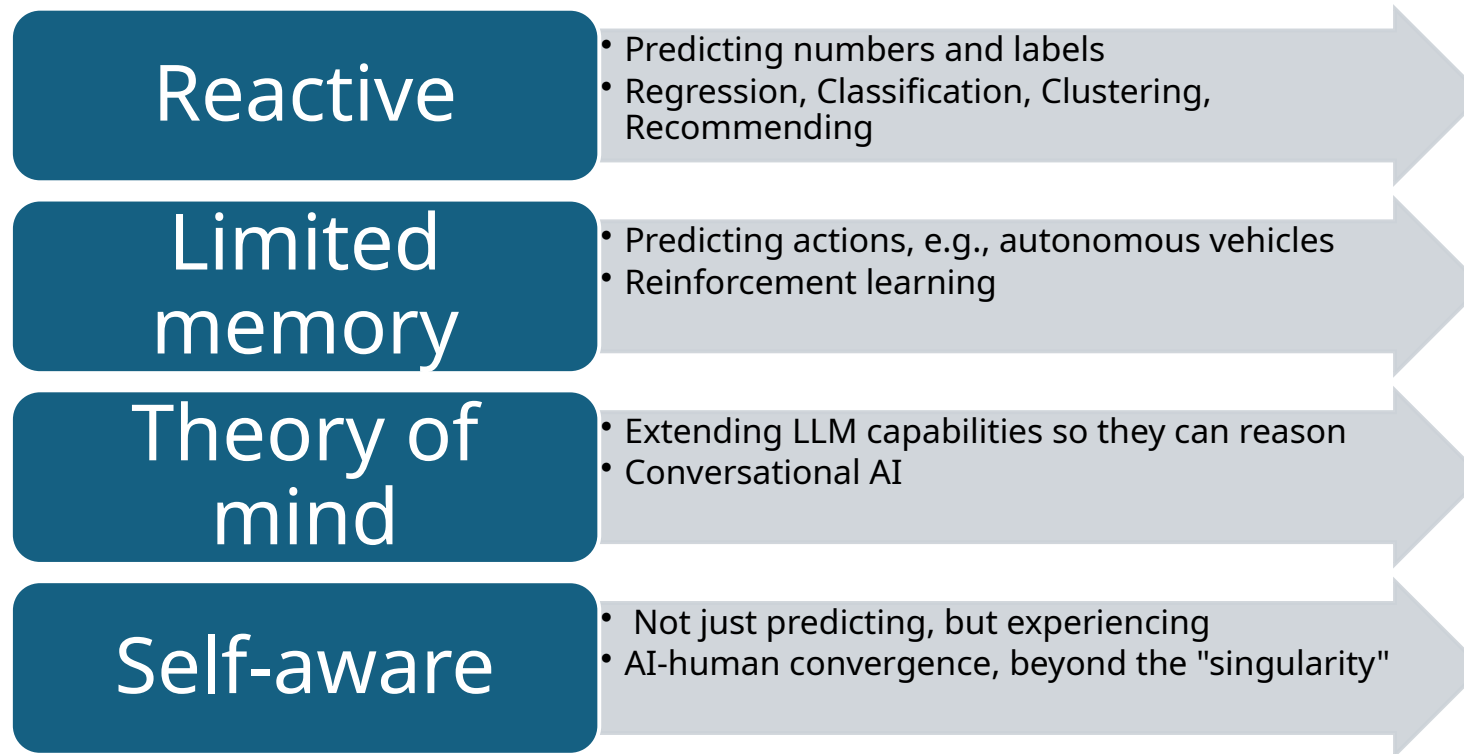 Reactive
• Predicting numbers and labels
• Regression, Classification, Clustering,
Recommending
Limited
memory
• Predicting actions, e.g., autonomous vehicles
• Reinforcement learning
Theory of
mind
• Extending LLM capabilities so they can reason
• Conversational AI
Self-aware
• Not just predicting, but experiencing
• AI-human convergence, beyond the "singularity"